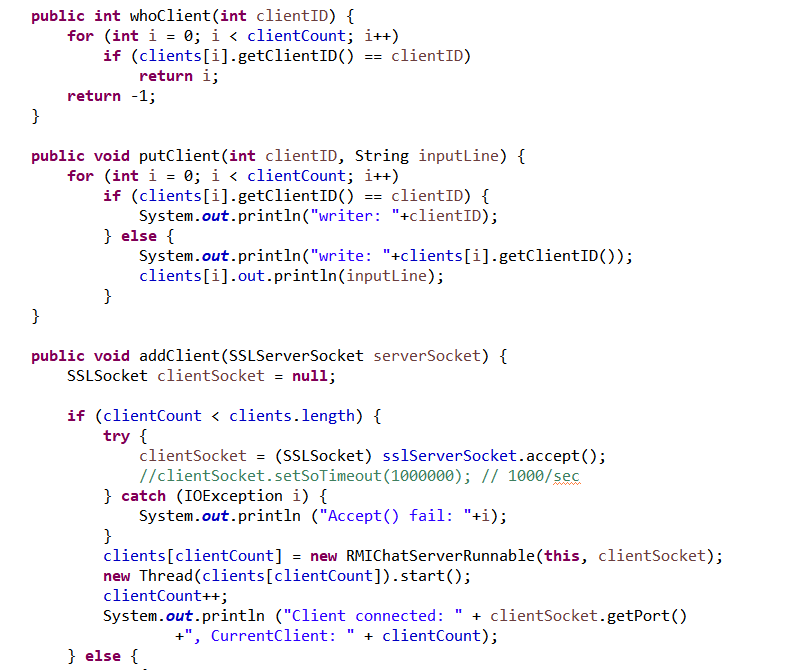 public int whoClient(int clientID) {
    for (int i = 0; i < clientCount; i++)
        if (clients[i].getClientID() == clientID)
            return i;
    return -1;
}

public void putClient(int clientID, String inputLine) {
    for (int i = 0; i < clientCount; i++)
        if (clients[i].getClientID() == clientID) {
            System.out.println("writer: "+clientID);
        } else {
            System.out.println("write: "+clients[i].getClientID());
            clients[i].out.println(inputLine);
        }
}

public void addClient(SSLServerSocket serverSocket) {
    SSLSocket clientSocket = null;

    if (clientCount < clients.length) {
        try {
            clientSocket = (SSLSocket) sslServerSocket.accept();
            //clientSocket.setSoTimeout(1000000); // 1000/sec
        } catch (IOException i) {
            System.out.println ("Accept() fail: "+i);
        }
        clients[clientCount] = new RMIChatServerRunnable(this, clientSocket);
        new Thread(clients[clientCount]).start();
        clientCount++;
        System.out.println ("Client connected: " + clientSocket.getPort()
                +", CurrentClient: " + clientCount);
    } else {